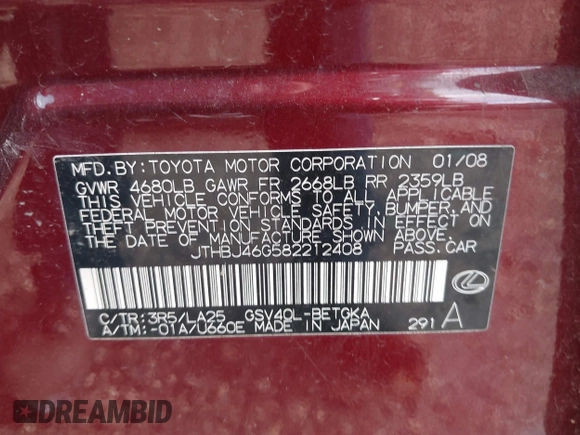 MFD.BY:TOYOTA MOTOR CORPORATION 01/08
GVWR 4680LB GAWR FR 2668LB RR 2359LB
THIS VEHICLE CONFORMS TO ALL APPLICABLE
FEDERAL MOTOR VEHICLE SAFETY, BUMPER, AND
THEFT PREVENTION STANDARDS IN EFFECT ON
THE DATE OF MANUFACTURE SHOWN ABOVE.
JTHBJ46G582212408 PASS.CAR
C/TR:3R5/LA25 GSV40L-BETGKA
A/TM:-01A/U660E MADE IN JAPAN 291 A
DREAMBID